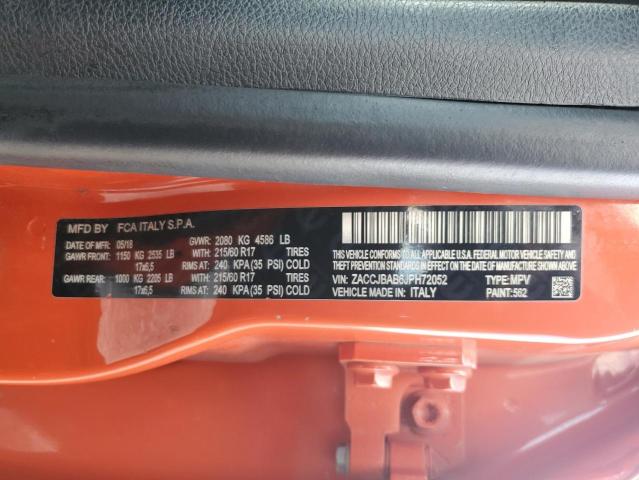 MFD BY FCA ITALY S.P.A.
DATE OF MFR: 05/18 GVWR: 2080 KG 4586 LB
GAWR FRONT: 1150 KG 2535 LB WITH: 215/60 R17 TIRES
17x6,5 RIMS AT: 240 KPA (35 PSI) COLD
GAWR REAR: 1000 KG 2205 LB WITH: 215/60 R17 TIRES
17x6,5 RIMS AT: 240 KPA (35 PSI) COLD
THIS VEHICLE CONFORMS TO ALL APPLICABLE U.S.A. FEDERAL
MOTOR VEHICLE SAFETY, BUMPER, AND THEFT PREVENTION
STANDARDS IN EFFECT ON THE DATE OF MANUFACTURE SHOWN ABOVE
VIN: ZACCJBAB6JPH72052 TYPE: MPV
VEHICLE MADE IN: ITALY PAINT: 562